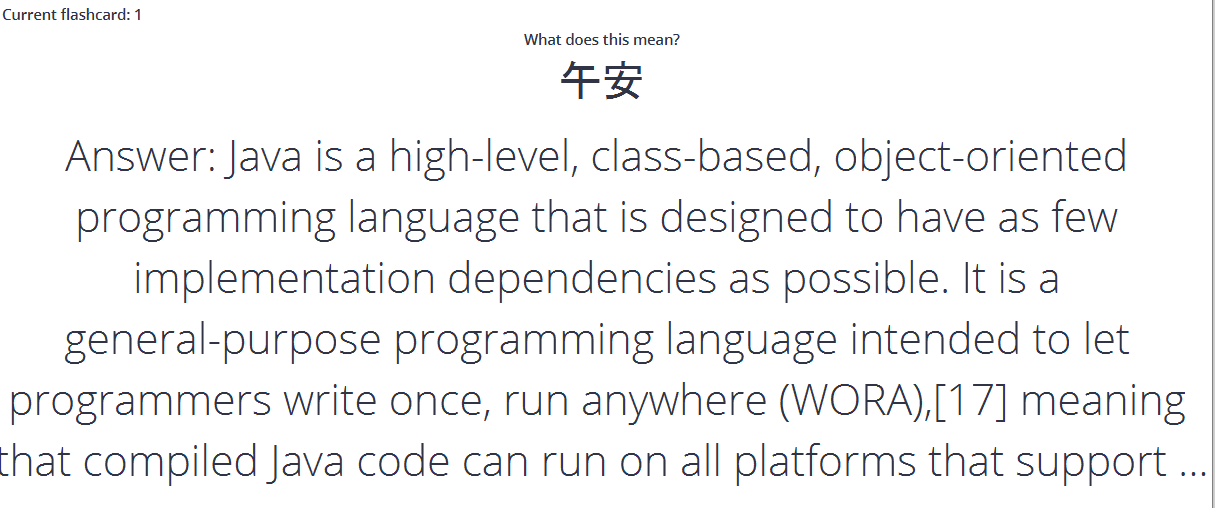 Current flashcard: 1
What does this mean?
午安
Answer: Java is a high-level, class-based, object-oriented
programming language that is designed to have as few
implementation dependencies as possible. It is a
general-purpose programming language intended to let
programmers write once, run anywhere (WORA),[17] meaning
that compiled Java code can run on all platforms that support ...